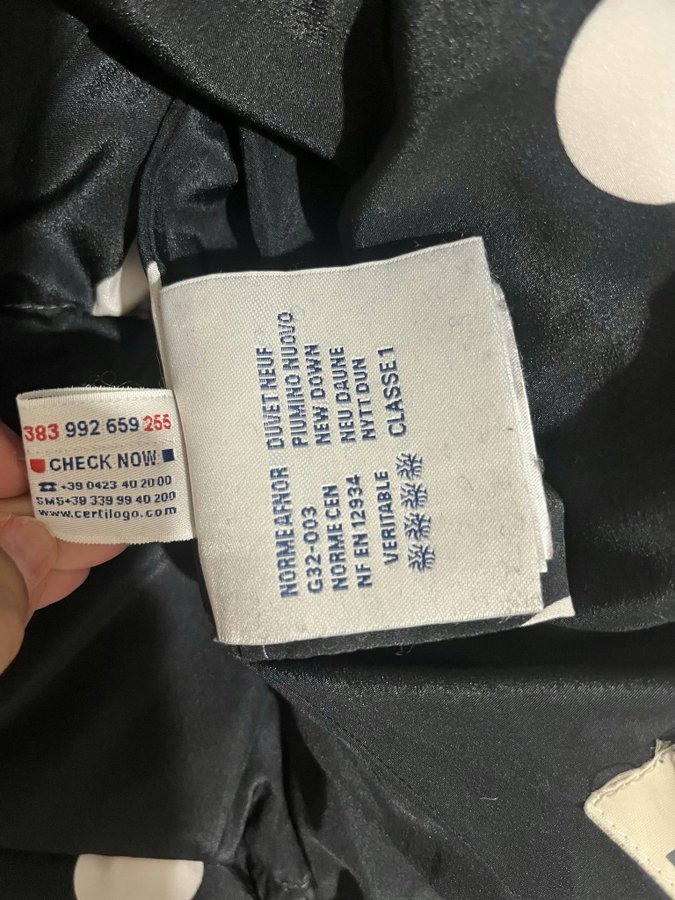 383 992 659 255
CHECK NOW
☎ +39 0423 40 20 00
SMS+39 339 99 40 200
www.certilogo.com
NORME AFNOR
G32-003
NORME CEN
NF EN 12934
VERITABLE
DUVET NEUF
PIUMINO NUOVO
NEW DOWN
NEU DAUNE
NYTT DUN
CLASSE 1